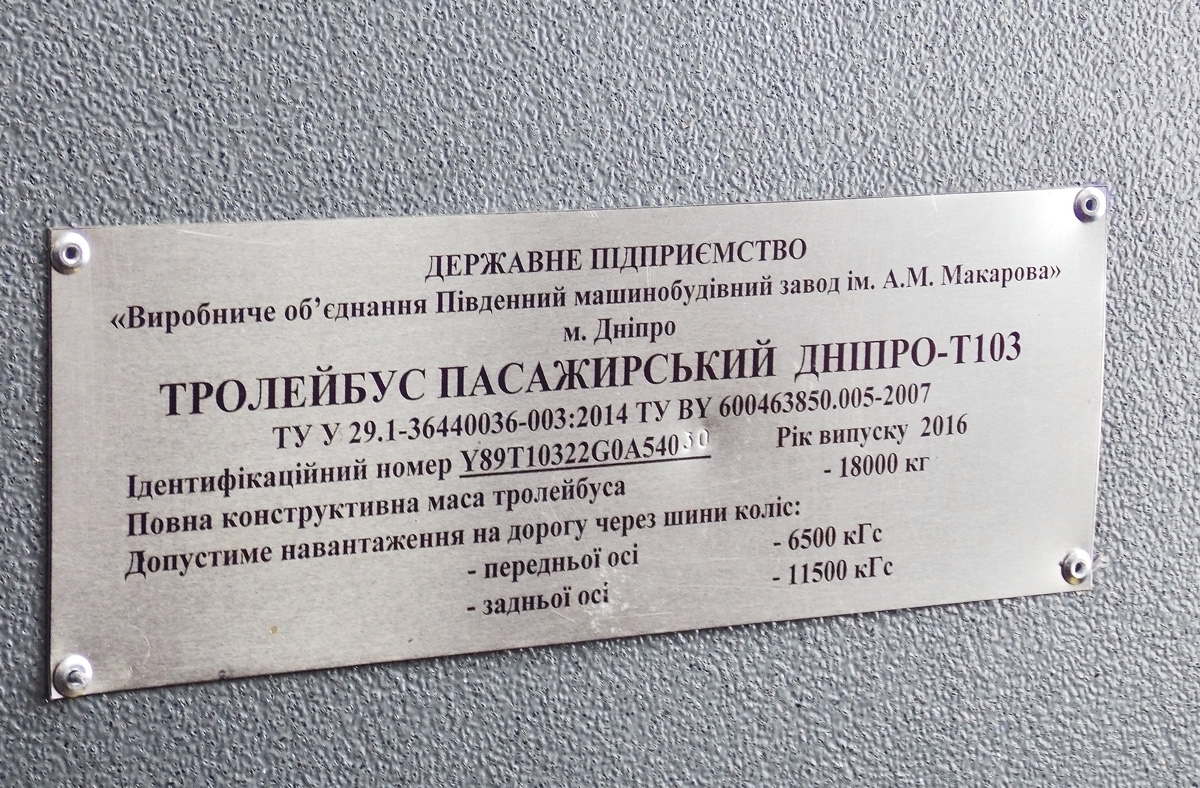 ДЕРЖАВНЕ ПІДПРИЄМСТВО
«Виробниче об’єднання Південний машинобудівний завод ім. А.М. Макарова»
м. Дніпро
ТРОЛЕЙБУС ПАСАЖИРСЬКИЙ ДНІПРО-Т103
ТУ У 29.1-36440036-003:2014 ТУ BY 600463850.005-2007
Ідентифікаційний номер Y89T10322G0A54030 Рік випуску 2016
Повна конструктивна маса тролейбуса - 18000 кг
Допустиме навантаження на дорогу через шини коліс:
- передньої осі - 6500 кГс
- задньої осі - 11500 кГс